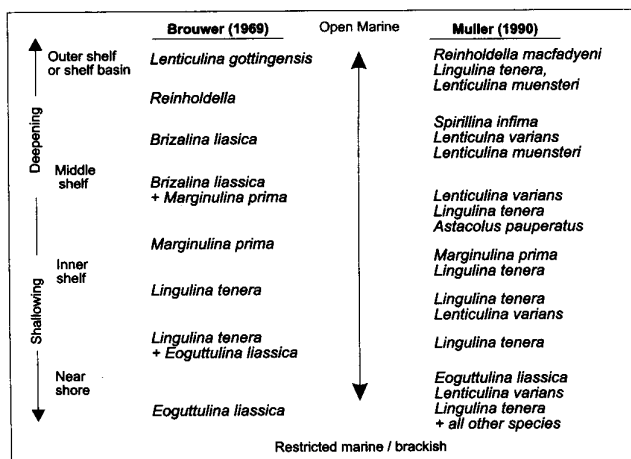 Brouwer (1969)
Open Marine
Muller (1990)
Deepening
Shallowing
Outer shelf
or shelf basin
Middle
shelf
Inner
shelf
Near
shore
Lenticulina gottingensis
Reinholdella
Brizalina liasica
Brizalina liassica
+ Marginulina prima
Marginulina prima
Lingulina tenera
Lingulina tenera
+ Eoguttulina liassica
Eoguttulina liassica
Reinholdella macfadyeni
Lingulina tenera,
Lenticulina muensteri
Spirillina infima
Lenticulna varians
Lenticulina muensteri
Lenticulina varians
Lingulina tenera
Astacolus pauperatus
Marginulina prima
Lingulina tenera
Lingulina tenera
Lenticulina varians
Lingulina tenera
Eoguttulina liassica
Lenticulina varians
Lingulina tenera
+ all other species
Restricted marine / brackish